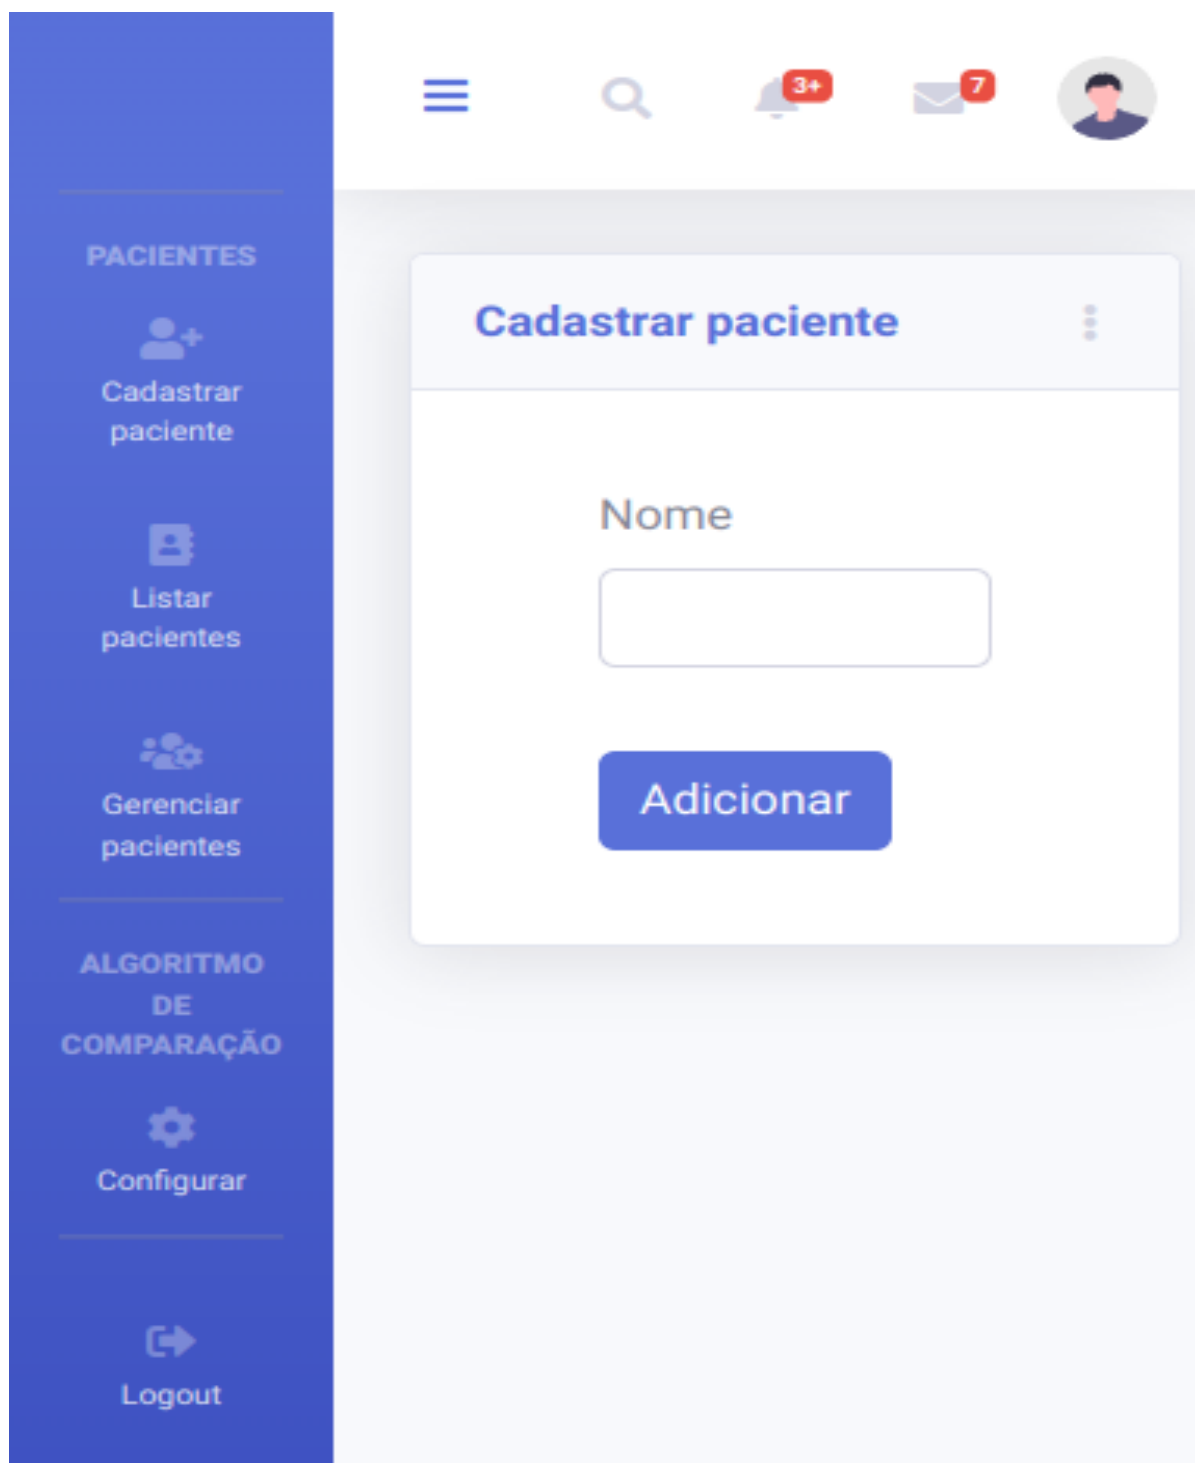 3+
7
PACIENTES
Cadastrar
paciente
Listar
pacientes
Gerenciar
pacientes
ALGORITMO
DE
COMPARAÇÃO
Configurar
Logout
Cadastrar paciente
Nome
Adicionar